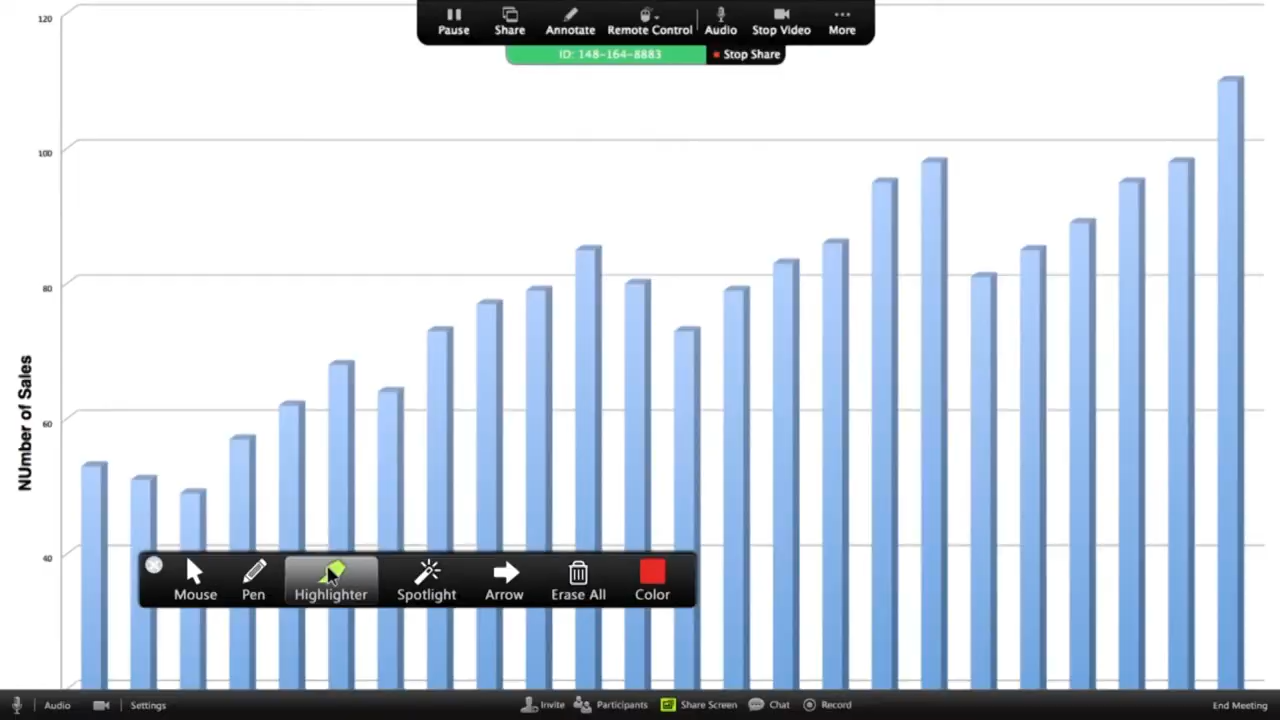 Pause Share Annotate Remote Control Audio Stop Video More
ID: 148-164-8883 Stop Share
120
100
80
60
40
NUmber of Sales
Mouse Pen Highlighter Spotlight Arrow Erase All Color
Audio Settings Invite Participants Share Screen Chat Record End Meeting